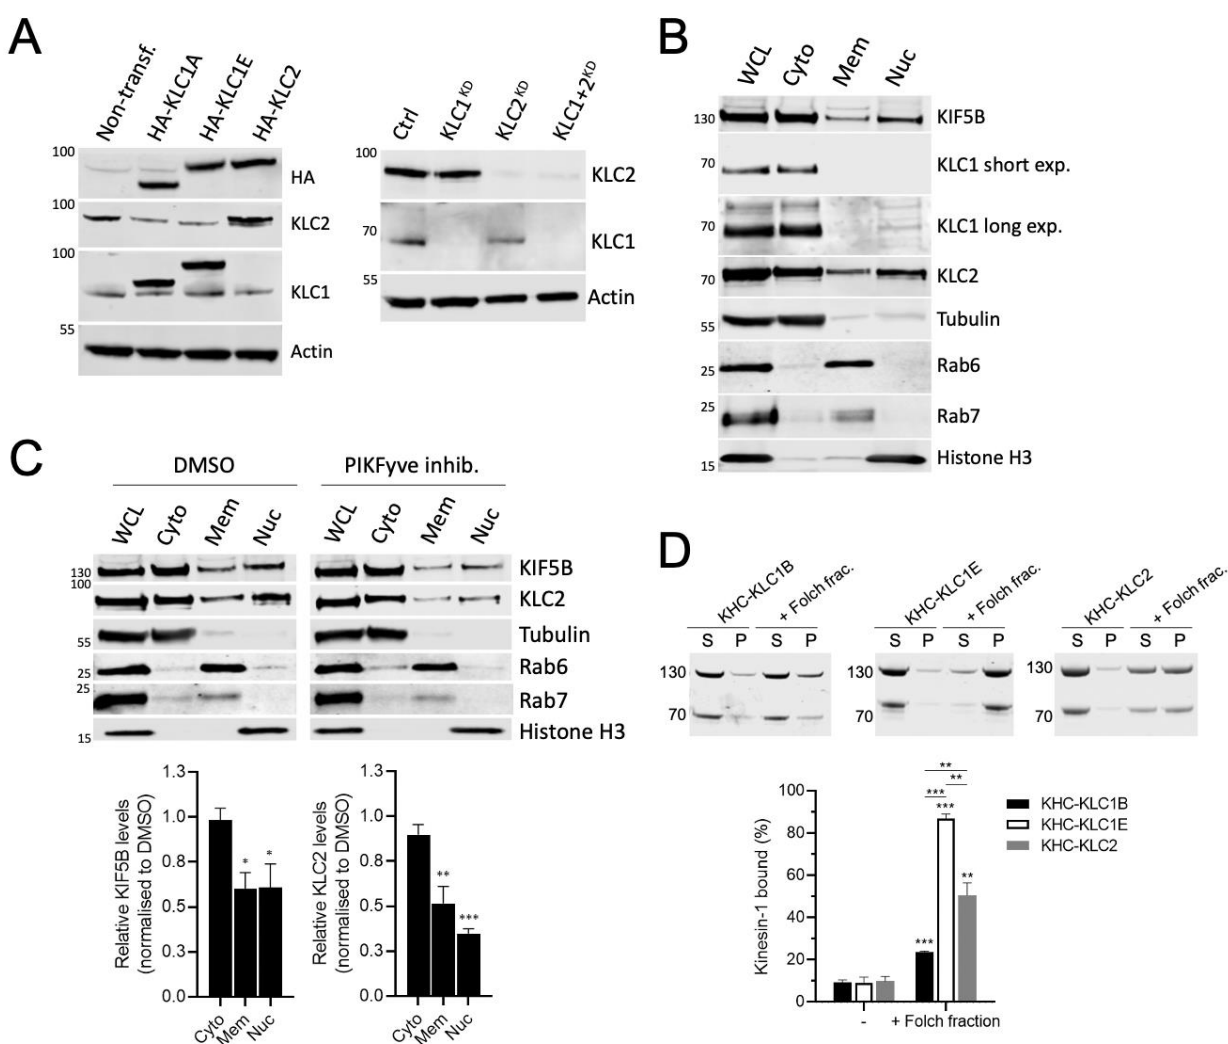 A
Non-transf.
HA-KLC1A
HA-KLC1E
HA-KLC2
100
HA
100
KLC2
100
KLC1
55
Actin
Ctrl
KLC1KD
KLC2KD
KLC1+2KD
100
KLC2
70
KLC1
55
Actin
B
WCL
Cyto
Mem
Nuc
130
KIF5B
70
KLC1 short exp.
70
KLC1 long exp.
70
KLC2
55
Tubulin
25
Rab6
25
Rab7
15
Histone H3
C
DMSO
PIKFyve inhib.
WCL
Cyto
Mem
Nuc
WCL
Cyto
Mem
Nuc
130
KIF5B
100
KLC2
55
Tubulin
25
Rab6
25
Rab7
15
Histone H3
Relative KIF5B levels
(normalised to DMSO)
1.3
1.0
0.8
0.5
0.3
0.0
*
*
Cyto
Mem
Nuc
Relative KLC2 levels
(normalised to DMSO)
1.3
1.0
0.8
0.5
0.3
0.0
**
***
Cyto
Mem
Nuc
D
KHC-KLC1B
+ Folch frac.
S P S P
130
70
KHC-KLC1E
+ Folch frac.
S P S P
130
70
KHC-KLC2
+ Folch frac.
S P S P
130
70
Kinesin-1 bound (%)
100
80
60
40
20
0
**
**
***
***
**
***
- + Folch fraction
KHC-KLC1B
KHC-KLC1E
KHC-KLC2